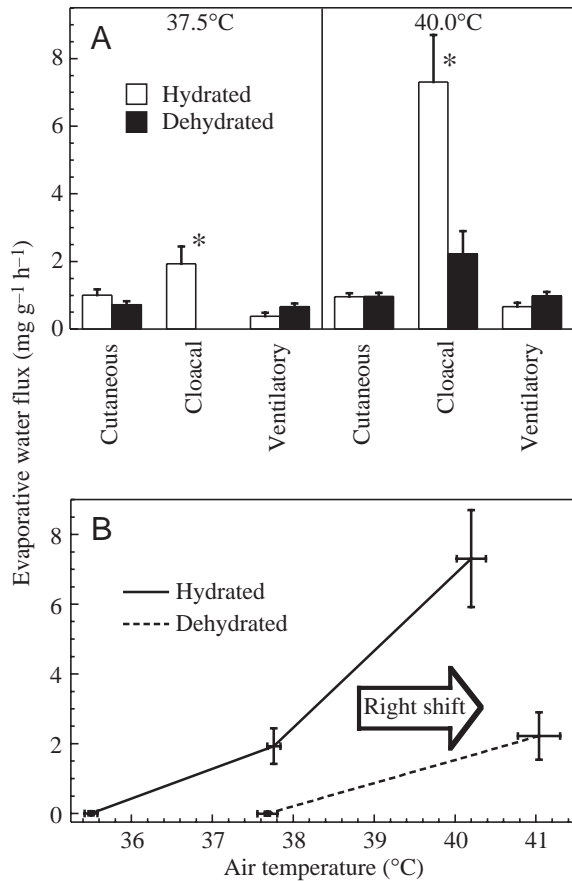 A
37.5°C
40.0°C
Hydrated
Dehydrated
*
*
8
6
4
2
0
Cutaneous
Cloacal
Ventilatory
Cutaneous
Cloacal
Ventilatory
Evaporative water flux (mg g⁻¹ h⁻¹)
B
Hydrated
Dehydrated
Right shift
8
6
4
2
0
36 37 38 39 40 41
Air temperature (°C)